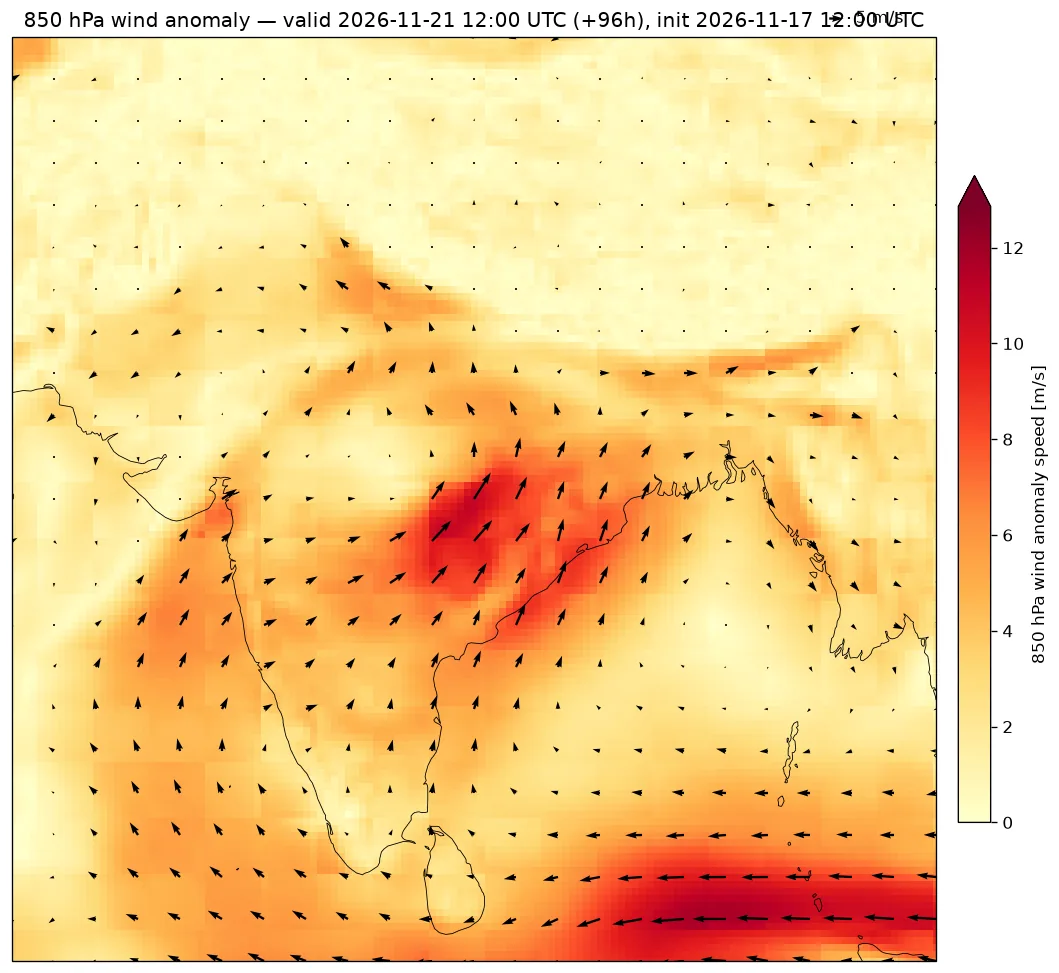 850 hPa wind anomaly — valid 2026-11-21 12:00 UTC (+96h), init 2026-11-17 12:00 UTC
5 m/s
12
10
8
6
4
2
0
850 hPa wind anomaly speed [m/s]